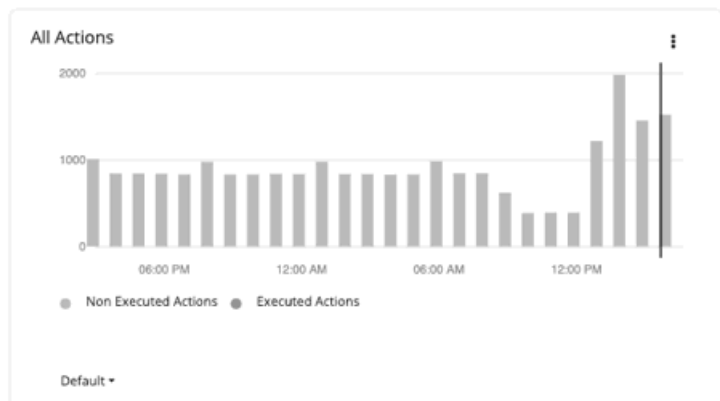 All Actions
2000
1000
0
06:00 PM 12:00 AM 06:00 AM 12:00 PM
Non Executed Actions Executed Actions
Default